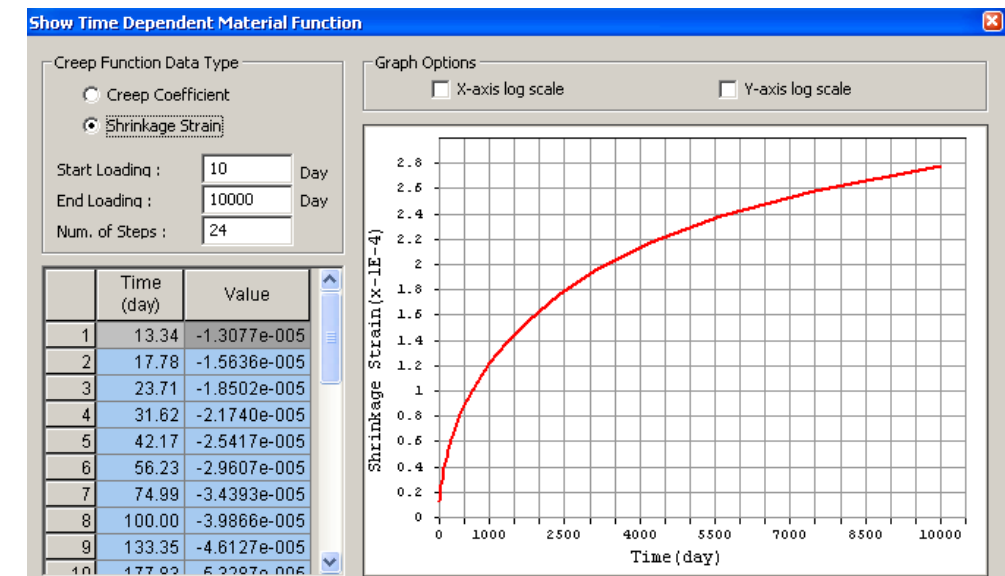 Show Time Dependent Material Function
Creep Function Data Type
Creep Coefficient
Shrinkage Strain
Start Loading : 10 Day
End Loading : 10000 Day
Num. of Steps : 24
Time (day) Value
1 13.34 -1.3077e-005
2 17.78 -1.5636e-005
3 23.71 -1.8502e-005
4 31.62 -2.1740e-005
5 42.17 -2.5417e-005
6 56.23 -2.9607e-005
7 74.99 -3.4393e-005
8 100.00 -3.9866e-005
9 133.35 -4.6127e-005
Graph Options
X-axis log scale
Y-axis log scale
2.8
2.6
2.4
2.2
2
1.8
1.6
1.4
1.2
1
0.8
0.6
0.4
0.2
0
Shrinkage Strain(x-1E-4)
0 1000 2500 4000 5500 7000 8500 10000
Time(day)